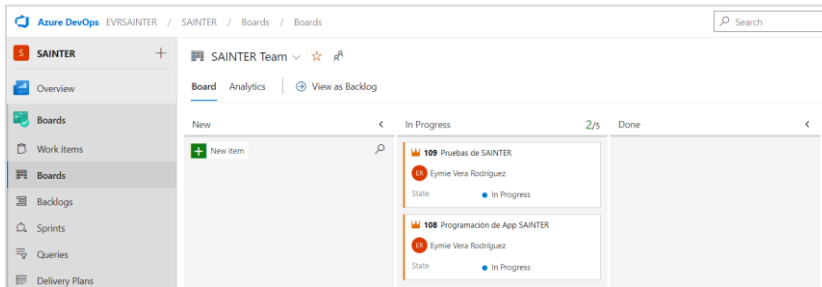 Azure DevOps EVRSAINTER / SAINTER / Boards / Boards
Search
S SAINTER
SAINTER Team
Overview
Board Analytics View as Backlog
Boards
New
In Progress 2/5
Done
Work items
New item
109 Pruebas de SAINTER
ER Eymie Vera Rodríguez
State In Progress
Boards
Backlogs
Sprints
108 Programación de App SAINTER
ER Eymie Vera Rodríguez
State In Progress
Queries
Delivery Plans